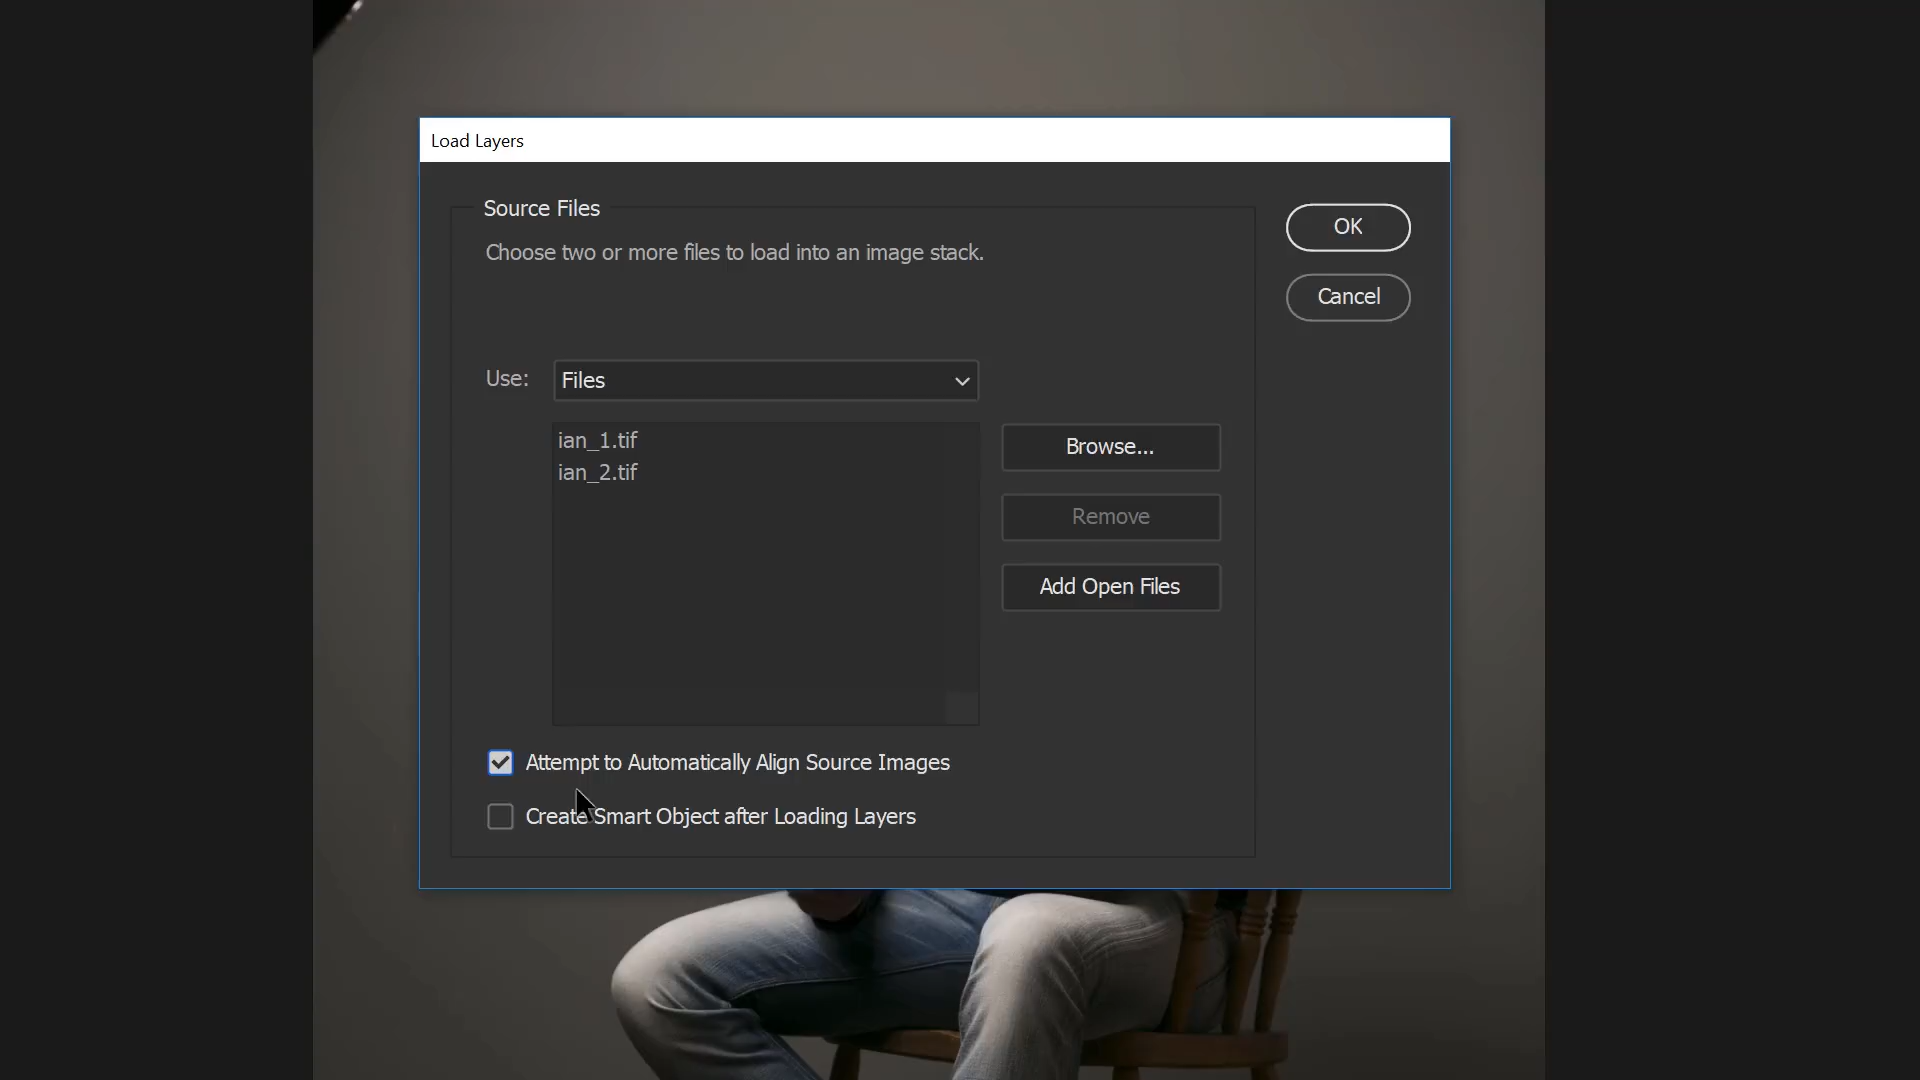 Load Layers
Source Files
Choose two or more files to load into an image stack.
OK
Cancel
Use:
Files
ian_1.tif
ian_2.tif
Browse...
Remove
Add Open Files
Attempt to Automatically Align Source Images
Create Smart Object after Loading Layers